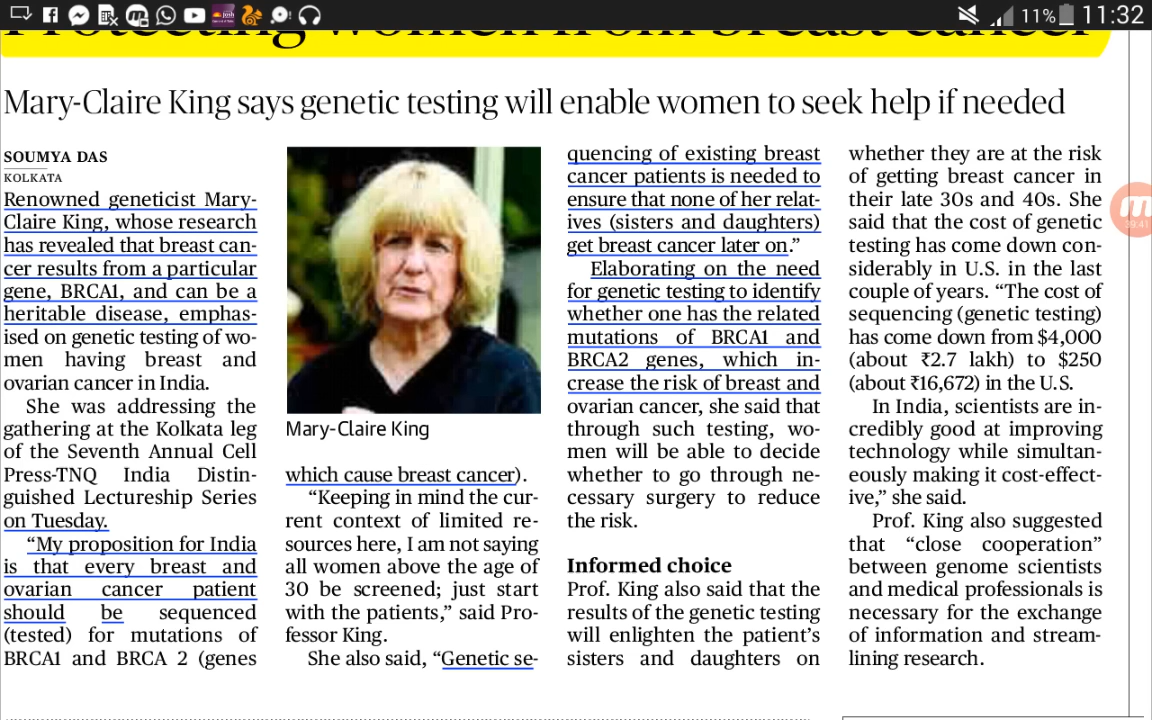 11% 11:32
Protecting women from breast cancer
Mary-Claire King says genetic testing will enable women to seek help if needed
SOUMYA DAS
KOLKATA
Renowned geneticist Mary-
Claire King, whose research
has revealed that breast can-
cer results from a particular
gene, BRCA1, and can be a
heritable disease, emphas-
ised on genetic testing of wo-
men having breast and
ovarian cancer in India.
She was addressing the
gathering at the Kolkata leg
of the Seventh Annual Cell
Press-TNQ India Distin-
guished Lectureship Series
on Tuesday.
“My proposition for India
is that every breast and
ovarian cancer patient
should be sequenced
(tested) for mutations of
BRCA1 and BRCA 2 (genes
Mary-Claire King
which cause breast cancer).
“Keeping in mind the cur-
rent context of limited re-
sources here, I am not saying
all women above the age of
30 be screened; just start
with the patients,” said Pro-
fessor King.
She also said, “Genetic se-
quencing of existing breast
cancer patients is needed to
ensure that none of her relat-
ives (sisters and daughters)
get breast cancer later on.”
Elaborating on the need
for genetic testing to identify
whether one has the related
mutations of BRCA1 and
BRCA2 genes, which in-
crease the risk of breast and
ovarian cancer, she said that
through such testing, wo-
men will be able to decide
whether to go through ne-
cessary surgery to reduce
the risk.
Informed choice
Prof. King also said that the
results of the genetic testing
will enlighten the patient’s
sisters and daughters on
whether they are at the risk
of getting breast cancer in
their late 30s and 40s. She
said that the cost of genetic
testing has come down con-
siderably in U.S. in the last
couple of years. “The cost of
sequencing (genetic testing)
has come down from $4,000
(about ₹2.7 lakh) to $250
(about ₹16,672) in the U.S.
In India, scientists are in-
credibly good at improving
technology while simultan-
eously making it cost-effect-
ive,” she said.
Prof. King also suggested
that “close cooperation”
between genome scientists
and medical professionals is
necessary for the exchange
of information and stream-
lining research.
39:41